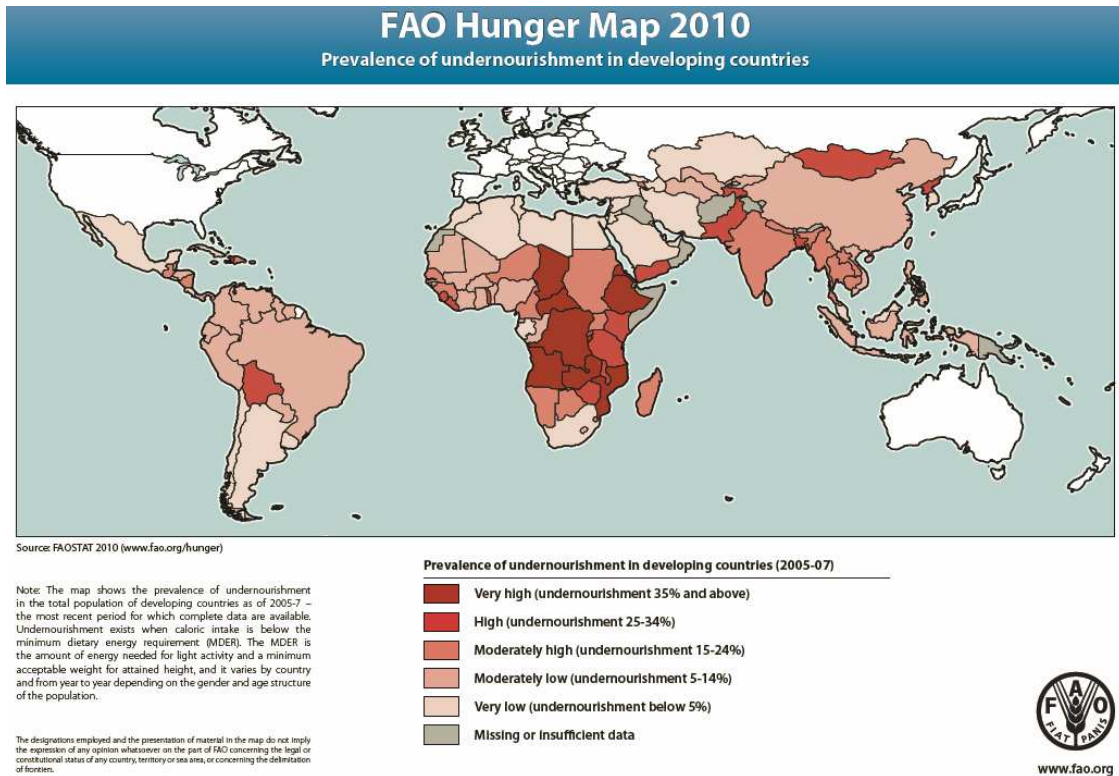 FAO Hunger Map 2010
Prevalence of undernourishment in developing countries
Source: FAOSTAT 2010 (www.fao.org/hunger)
Note: The map shows the prevalence of undernourishment
in the total population of developing countries as of 2005-7 –
the most recent period for which complete data are available.
Undernourishment exists when caloric intake is below the
minimum dietary energy requirement (MDER). The MDER is
the amount of energy needed for light activity and a minimum
acceptable weight for attained height, and it varies by country
and from year to year depending on the gender and age structure
of the population.
The designations employed and the presentation of material in the map do not imply
the expression of any opinion whatsoever on the part of FAO concerning the legal or
constitutional status of any country, territory or sea area, or concerning the delimitation
of frontiers.
Prevalence of undernourishment in developing countries (2005-07)
Very high (undernourishment 35% and above)
High (undernourishment 25-34%)
Moderately high (undernourishment 15-24%)
Moderately low (undernourishment 5-14%)
Very low (undernourishment below 5%)
Missing or insufficient data
F A O
FIAT PANIS
www.fao.org